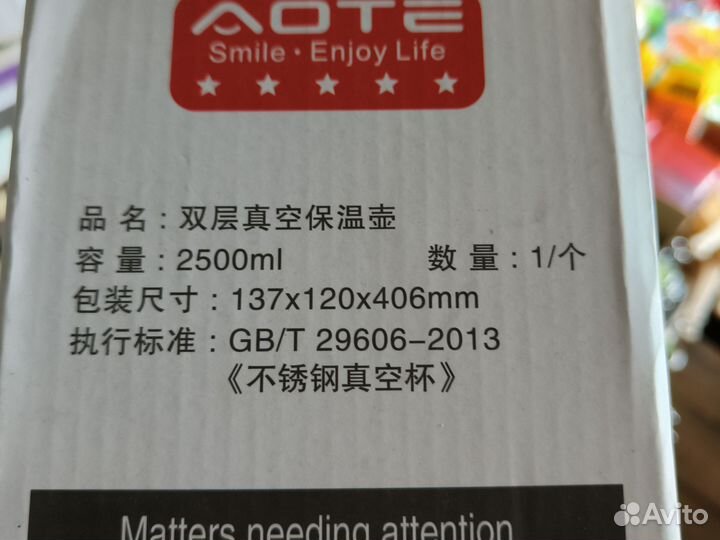 AOTE
Smile · Enjoy Life
品 名：双层真空保温壶
容 量：2500ml 数 量：1/个
包装尺寸：137x120x406mm
执行标准：GB/T 29606-2013
《不锈钢真空杯》
Matters needing attention
Avito